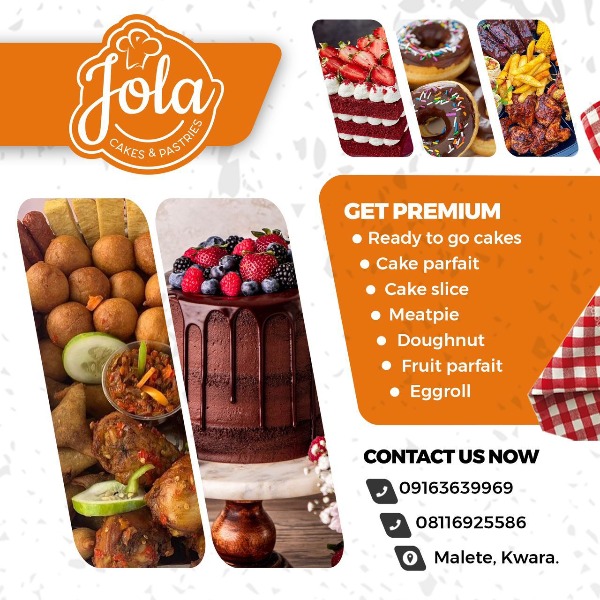 Jola
CAKES & PASTRIES
GET PREMIUM
Ready to go cakes
Cake parfait
Cake slice
Meatpie
Doughnut
Fruit parfait
Eggroll
CONTACT US NOW
09163639969
08116925586
Malete, Kwara.